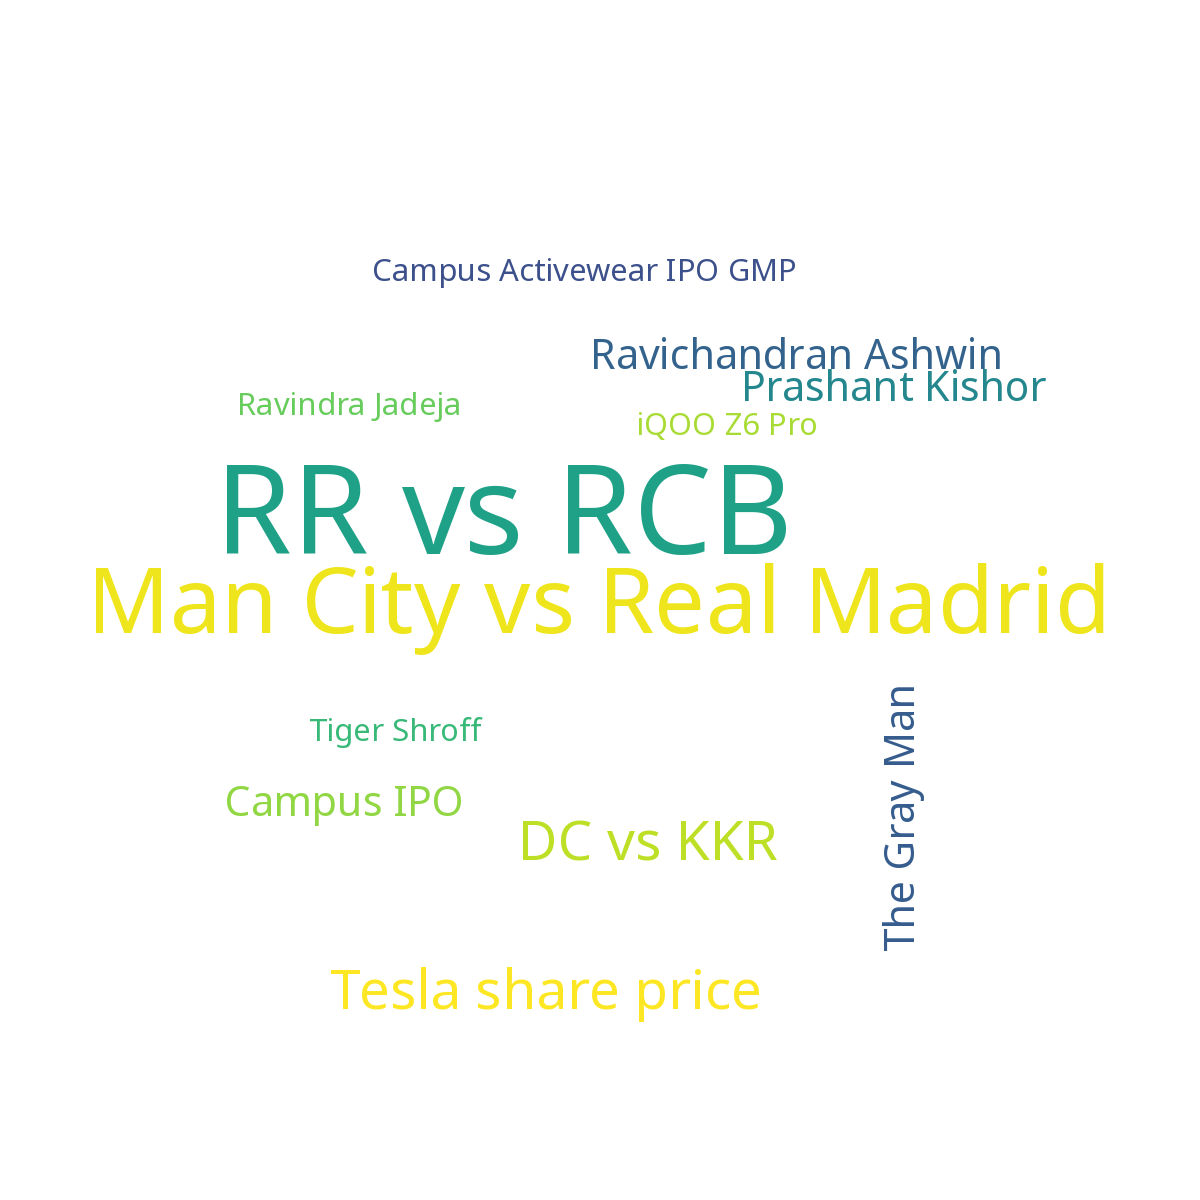 Campus Activewear IPO GMP
Ravichandran Ashwin
Prashant Kishor
Ravindra Jadeja
iQOO Z6 Pro
RR vs RCB
Man City vs Real Madrid
Tiger Shroff
The Gray Man
Campus IPO
DC vs KKR
Tesla share price